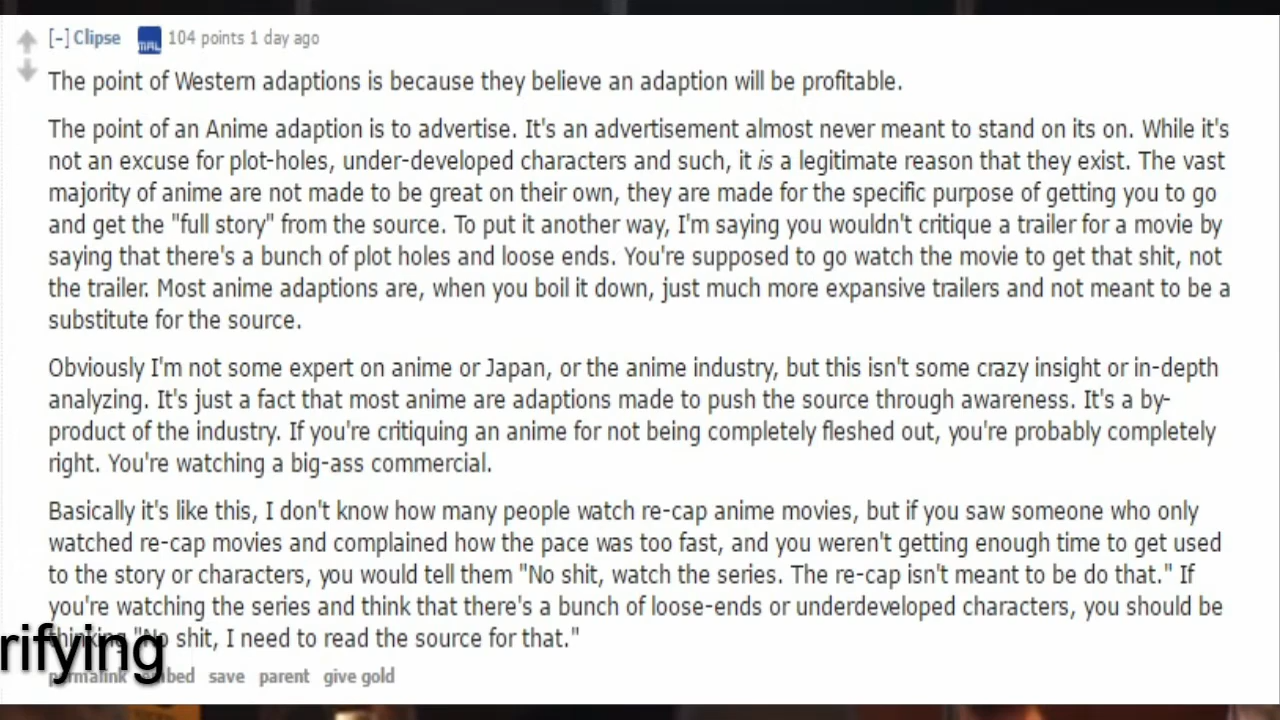 [-] Clipse MAL 104 points 1 day ago
The point of Western adaptions is because they believe an adaption will be profitable.
The point of an Anime adaption is to advertise. It's an advertisement almost never meant to stand on its on. While it's
not an excuse for plot-holes, under-developed characters and such, it is a legitimate reason that they exist. The vast
majority of anime are not made to be great on their own, they are made for the specific purpose of getting you to go
and get the "full story" from the source. To put it another way, I'm saying you wouldn't critique a trailer for a movie by
saying that there's a bunch of plot holes and loose ends. You're supposed to go watch the movie to get that shit, not
the trailer. Most anime adaptions are, when you boil it down, just much more expansive trailers and not meant to be a
substitute for the source.
Obviously I'm not some expert on anime or Japan, or the anime industry, but this isn't some crazy insight or in-depth
analyzing. It's just a fact that most anime are adaptions made to push the source through awareness. It's a by-
product of the industry. If you're critiquing an anime for not being completely fleshed out, you're probably completely
right. You're watching a big-ass commercial.
Basically it's like this, I don't know how many people watch re-cap anime movies, but if you saw someone who only
watched re-cap movies and complained how the pace was too fast, and you weren't getting enough time to get used
to the story or characters, you would tell them "No shit, watch the series. The re-cap isn't meant to be do that." If
you're watching the series and think that there's a bunch of loose-ends or underdeveloped characters, you should be
thinking "No shit, I need to read the source for that."
rifying
permalink embed save parent give gold